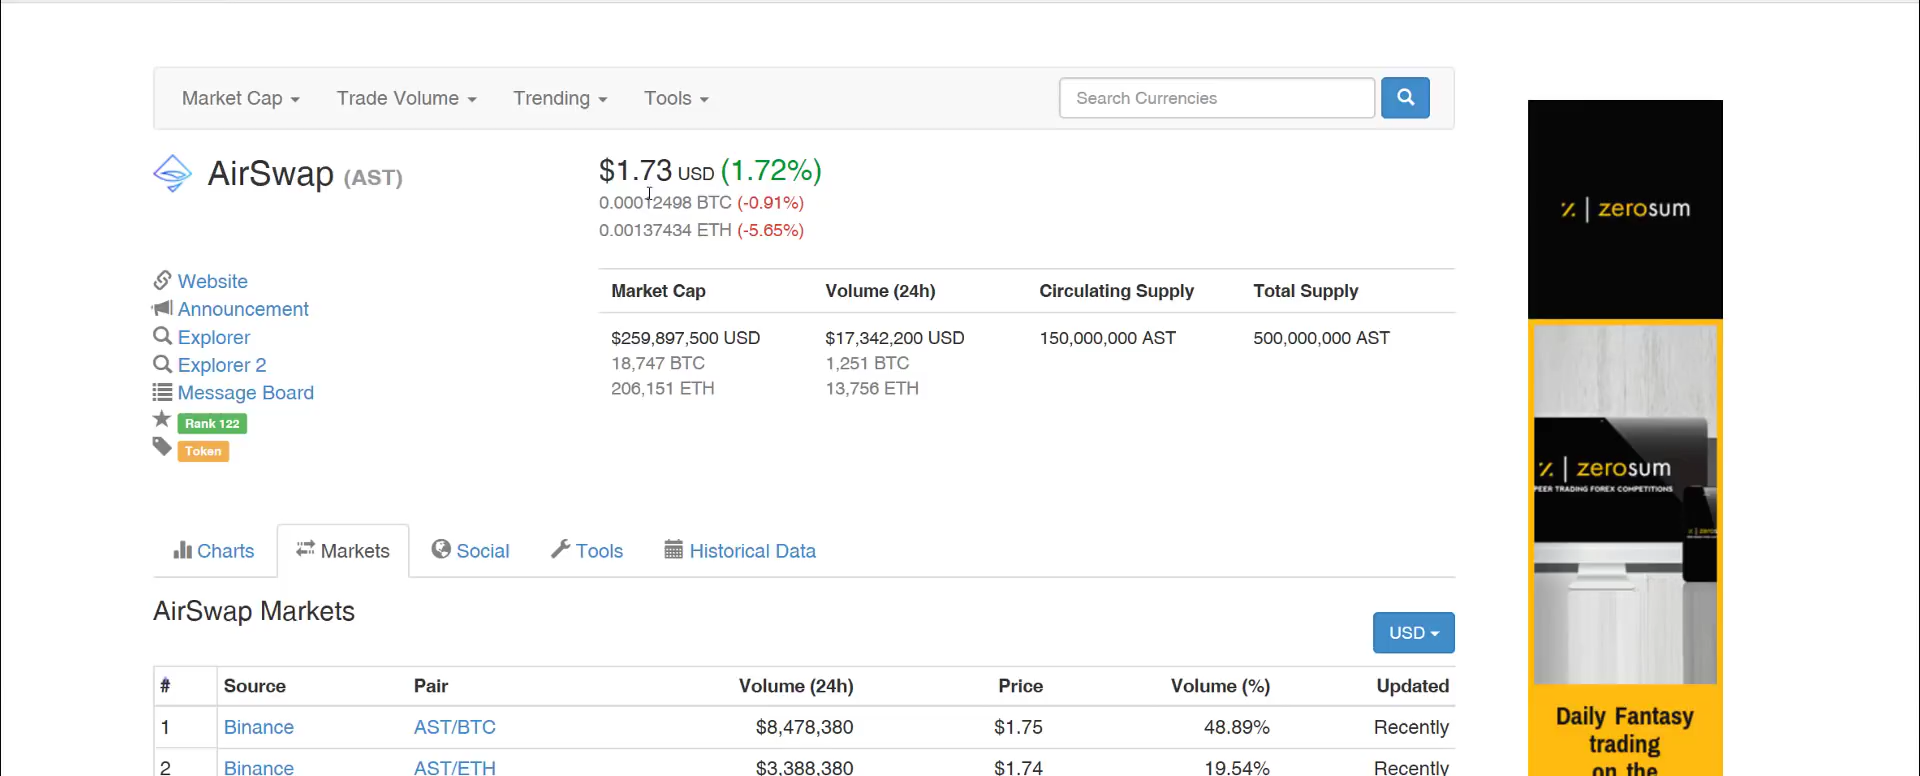 Market Cap Trade Volume Trending Tools Search Currencies
AirSwap (AST)
$1.73 USD (1.72%)
0.00012498 BTC (-0.91%)
0.00137434 ETH (-5.65%)
Website
Announcement
Explorer
Explorer 2
Message Board
Rank 122
Token
Market Cap Volume (24h) Circulating Supply Total Supply
$259,897,500 USD $17,342,200 USD 150,000,000 AST 500,000,000 AST
18,747 BTC 1,251 BTC
206,151 ETH 13,756 ETH
Charts Markets Social Tools Historical Data
AirSwap Markets
USD
# Source Pair Volume (24h) Price Volume (%) Updated
1 Binance AST/BTC $8,478,380 $1.75 48.89% Recently
2 Binance AST/ETH $3,388,380 $1.74 19.54% Recently
zerosum
zerosum
PEER TRADING FOREX COMPETITIONS
Daily Fantasy
trading
on the